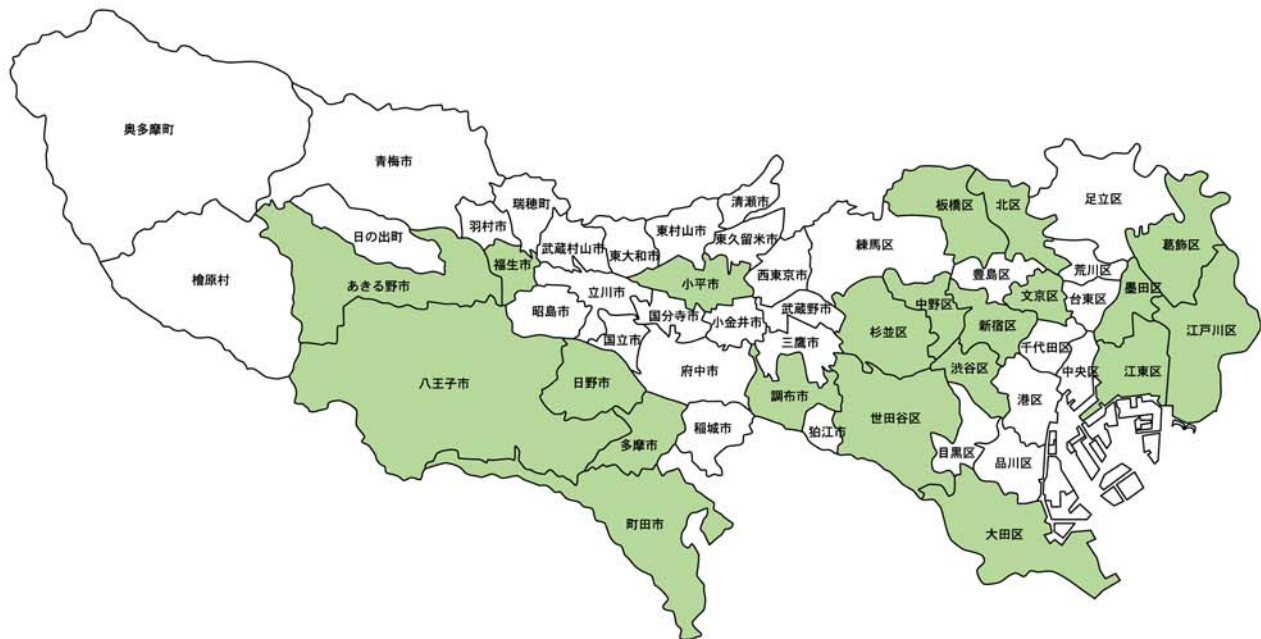 奥多摩町
青梅市
瑞穂町
羽村市
日の出町
檜原村
あきる野市
福生市
武蔵村山市
東大和市
東村山市
清瀬市
東久留米市
西東京市
小平市
立川市
昭島市
国分寺市
国立市
小金井市
武蔵野市
三鷹市
府中市
調布市
狛江市
稲城市
八王子市
日野市
多摩市
町田市
練馬区
板橋区
北区
足立区
葛飾区
荒川区
豊島区
文京区
台東区
墨田区
江戸川区
中野区
杉並区
新宿区
千代田区
中央区
江東区
渋谷区
港区
世田谷区
目黒区
品川区
大田区